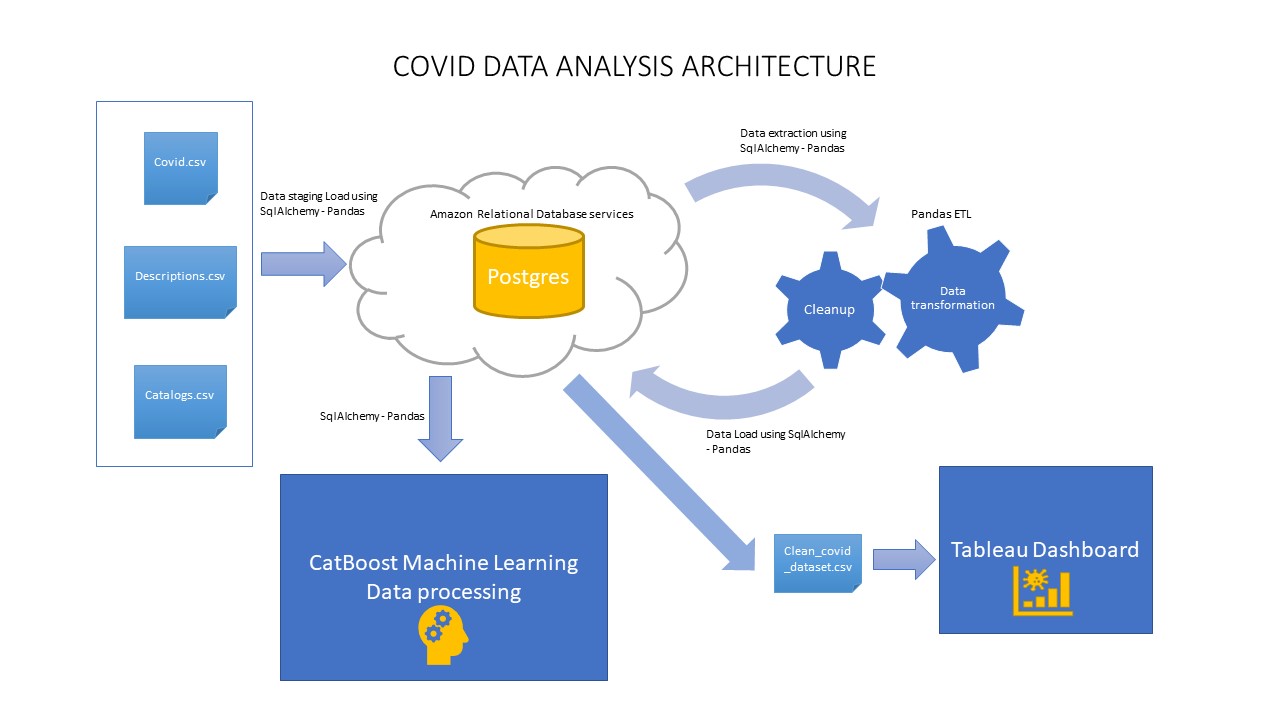 COVID DATA ANALYSIS ARCHITECTURE
Covid.csv
Descriptions.csv
Catalogs.csv
Data staging Load using
SqlAlchemy - Pandas
Amazon Relational Database services
Postgres
Data extraction using
SqlAlchemy - Pandas
Pandas ETL
Cleanup
Data
transformation
Data Load using SqlAlchemy
- Pandas
SqlAlchemy - Pandas
CatBoost Machine Learning
Data processing
Clean_covid
_dataset.csv
Tableau Dashboard